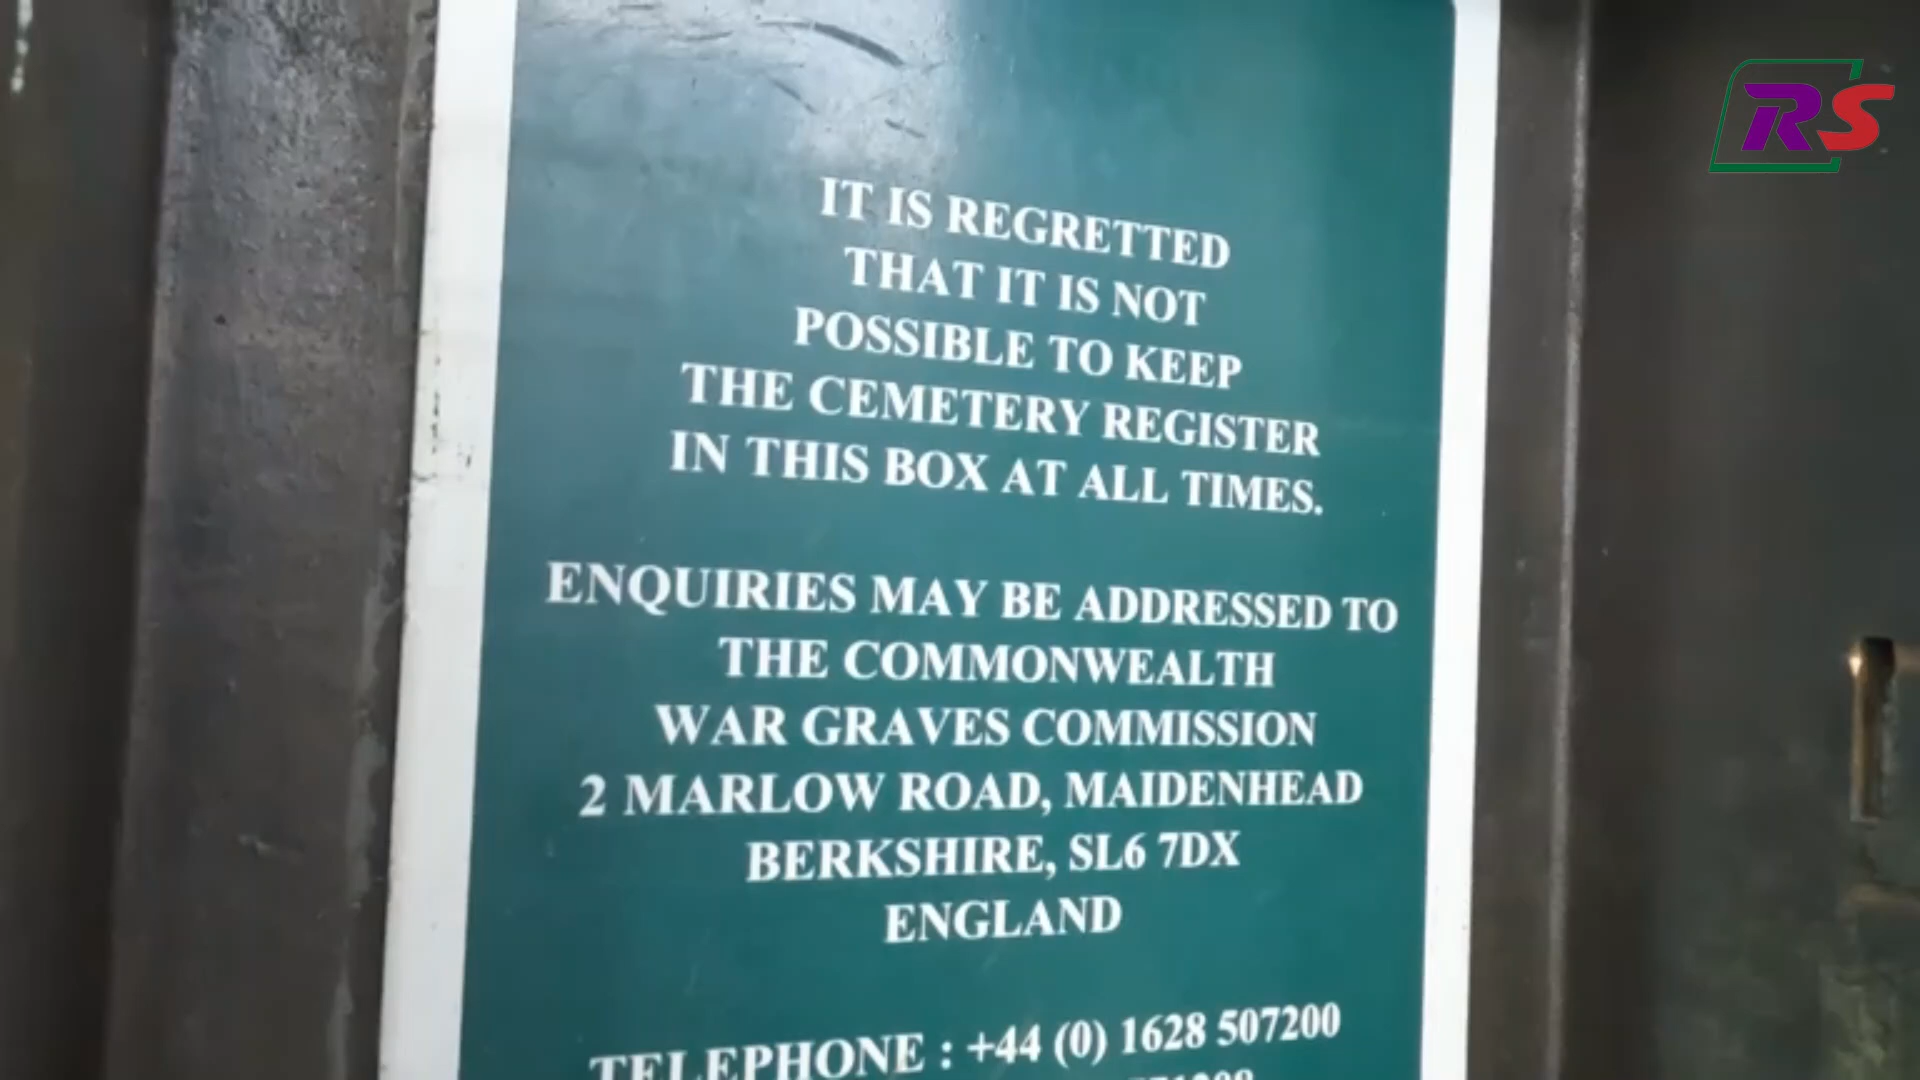 RS
IT IS REGRETTED
THAT IT IS NOT
POSSIBLE TO KEEP
THE CEMETERY REGISTER
IN THIS BOX AT ALL TIMES.
ENQUIRIES MAY BE ADDRESSED TO
THE COMMONWEALTH
WAR GRAVES COMMISSION
2 MARLOW ROAD, MAIDENHEAD
BERKSHIRE, SL6 7DX
ENGLAND
TELEPHONE : +44 (0) 1628 507200